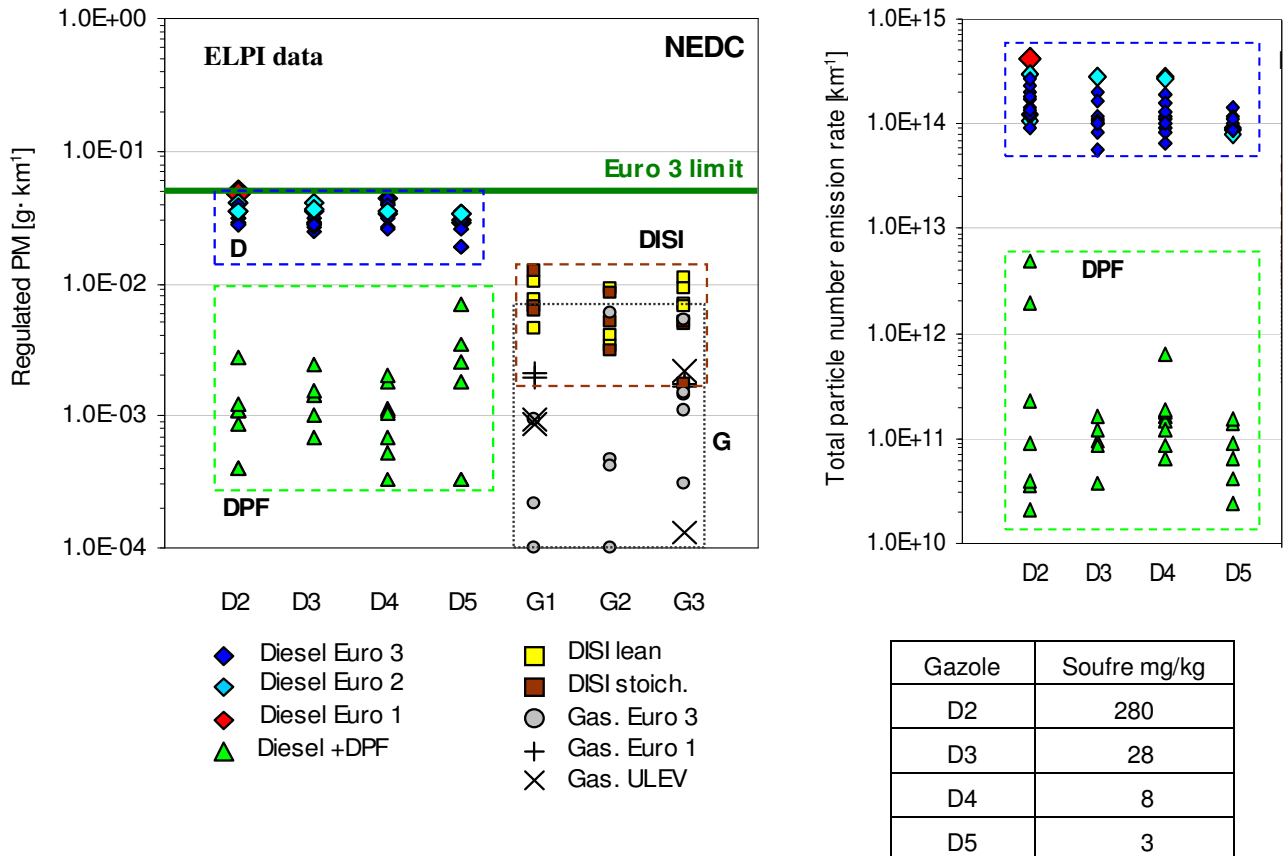 1.0E+00
1.0E-01
1.0E-02
1.0E-03
1.0E-04
Regulated PM [g· km¹]
ELPI data
NEDC
Euro 3 limit
D
DPF
DISI
G
D2 D3 D4 D5 G1 G2 G3
Diesel Euro 3
Diesel Euro 2
Diesel Euro 1
Diesel +DPF
DISI lean
DISI stoich.
Gas. Euro 3
Gas. Euro 1
Gas. ULEV
1.0E+15
1.0E+14
1.0E+13
1.0E+12
1.0E+11
1.0E+10
Total particle number emission rate [km¹]
DPF
D2 D3 D4 D5
Gazole Soufre mg/kg
D2 280
D3 28
D4 8
D5 3